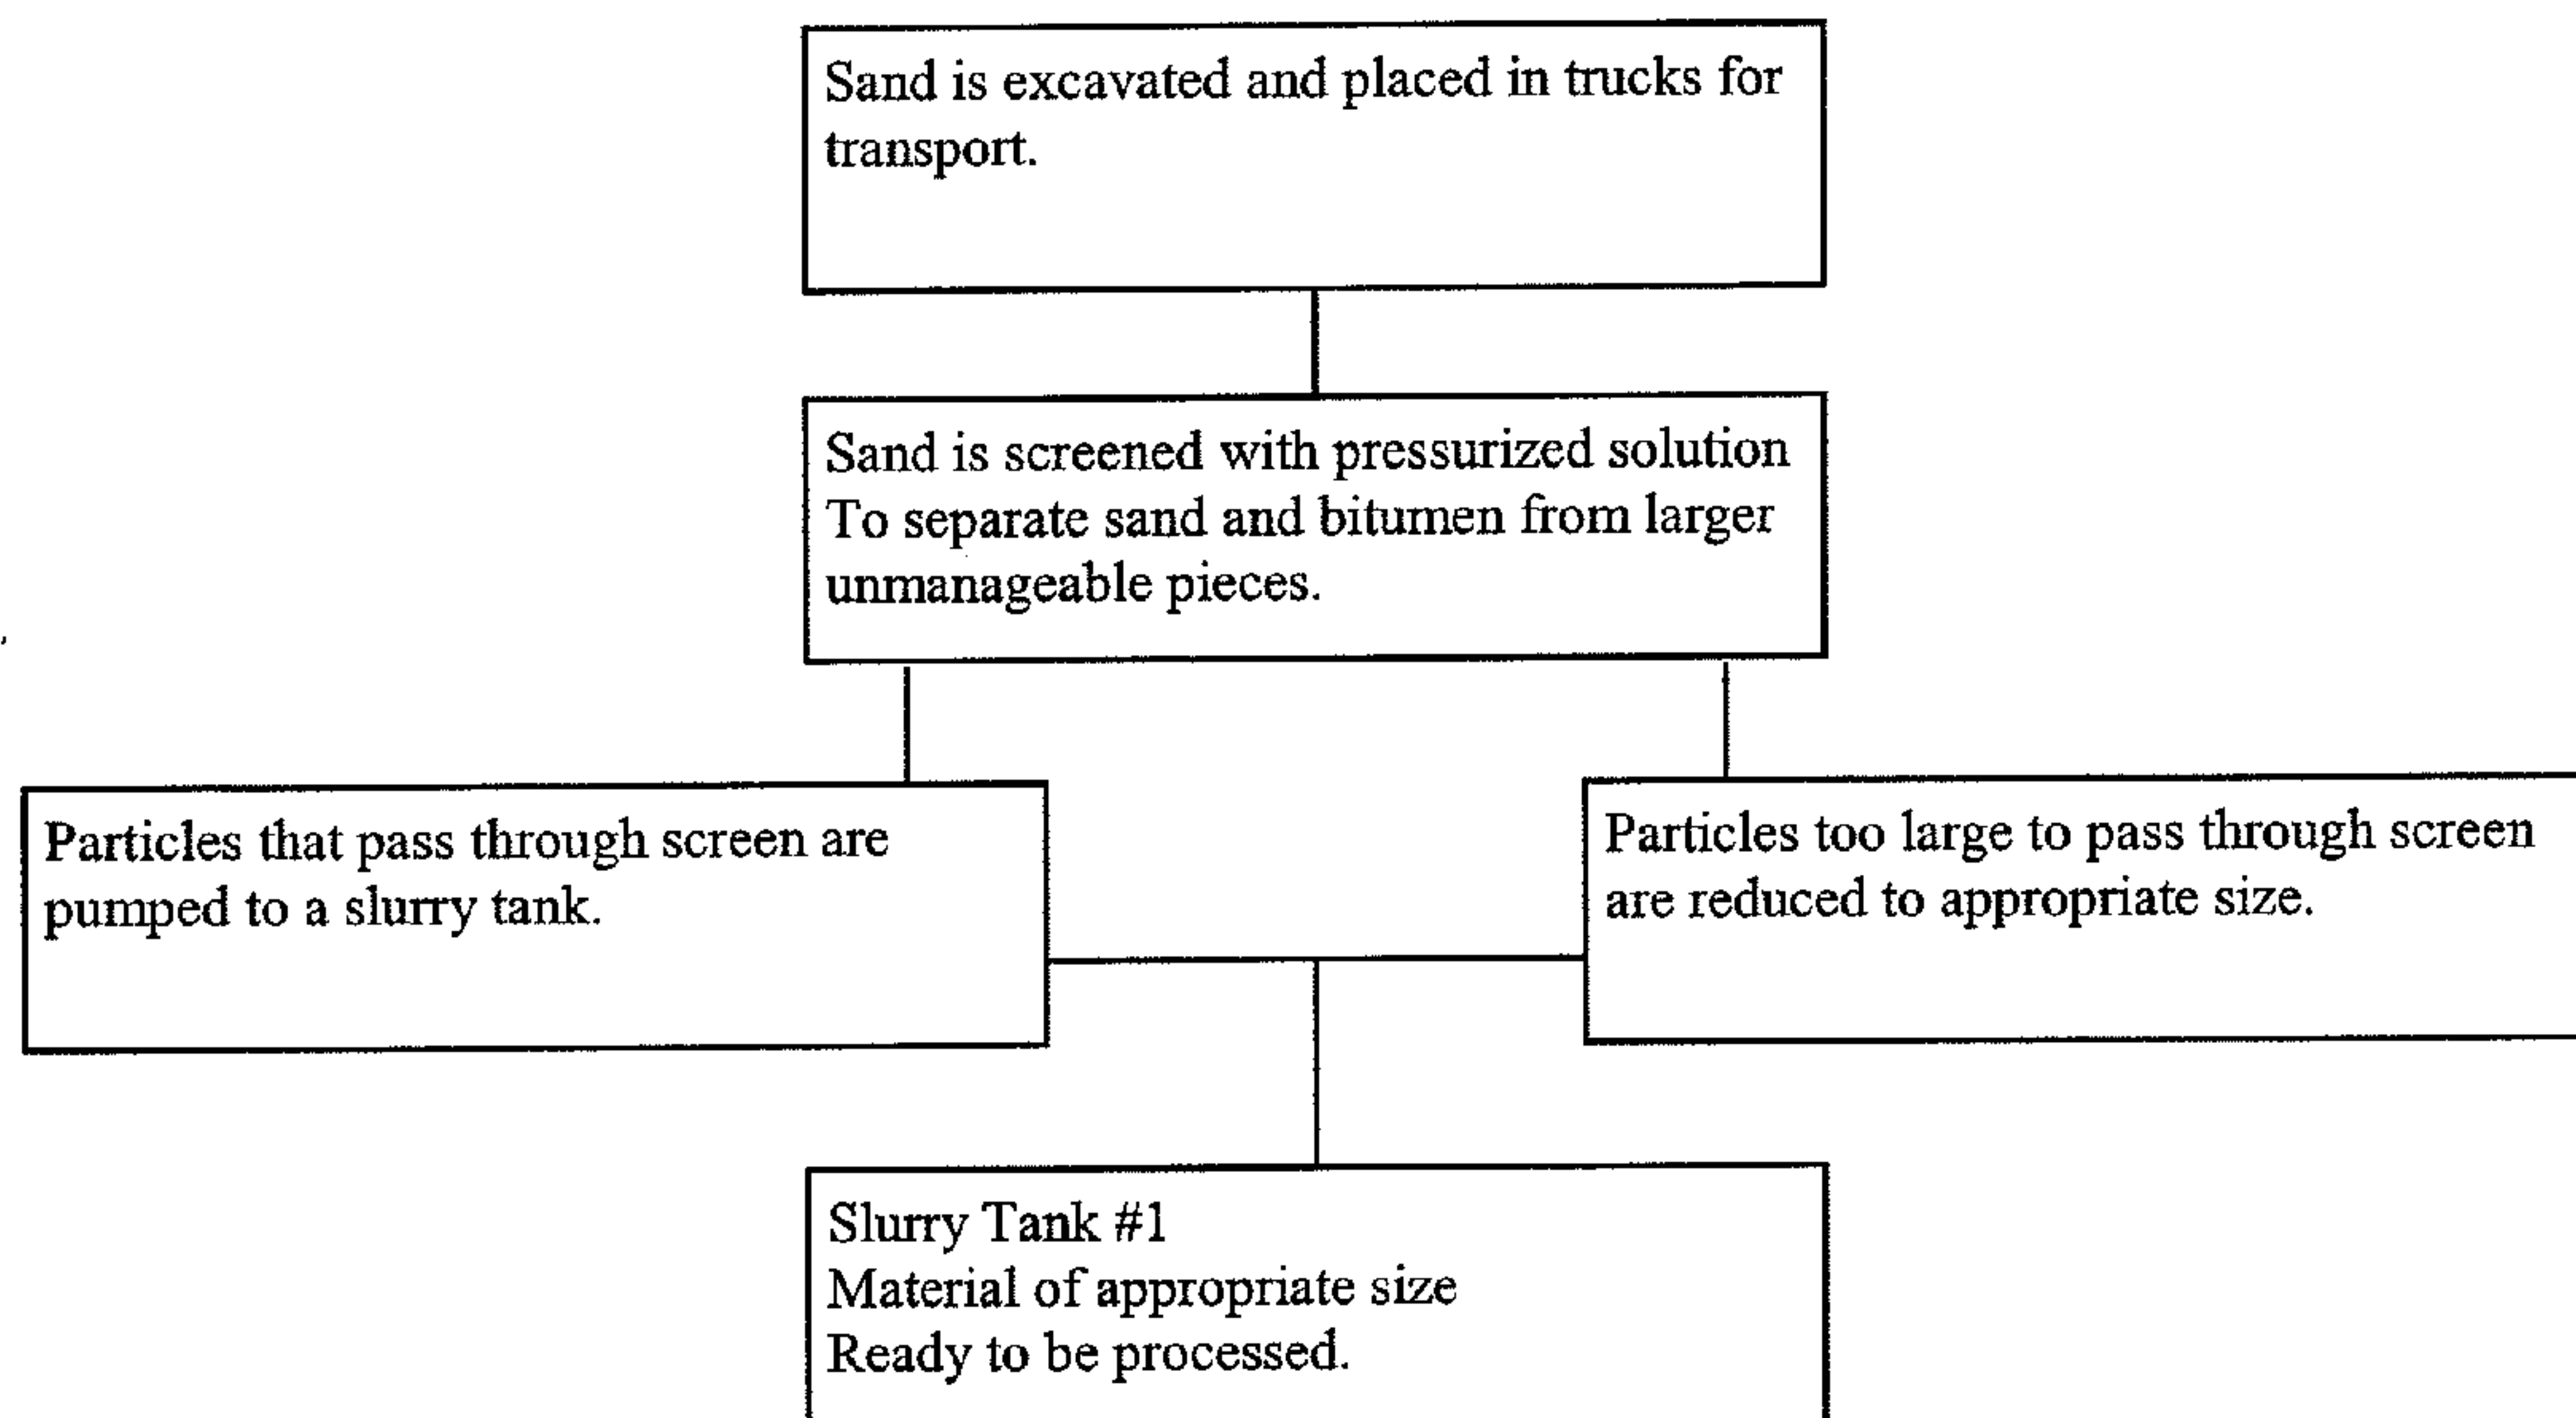 Sand is excavated and placed in trucks for
transport.
Sand is screened with pressurized solution
To separate sand and bitumen from larger
unmanageable pieces.
Particles that pass through screen are
pumped to a slurry tank.
Particles too large to pass through screen
are reduced to appropriate size.
Slurry Tank #1
Material of appropriate size
Ready to be processed.